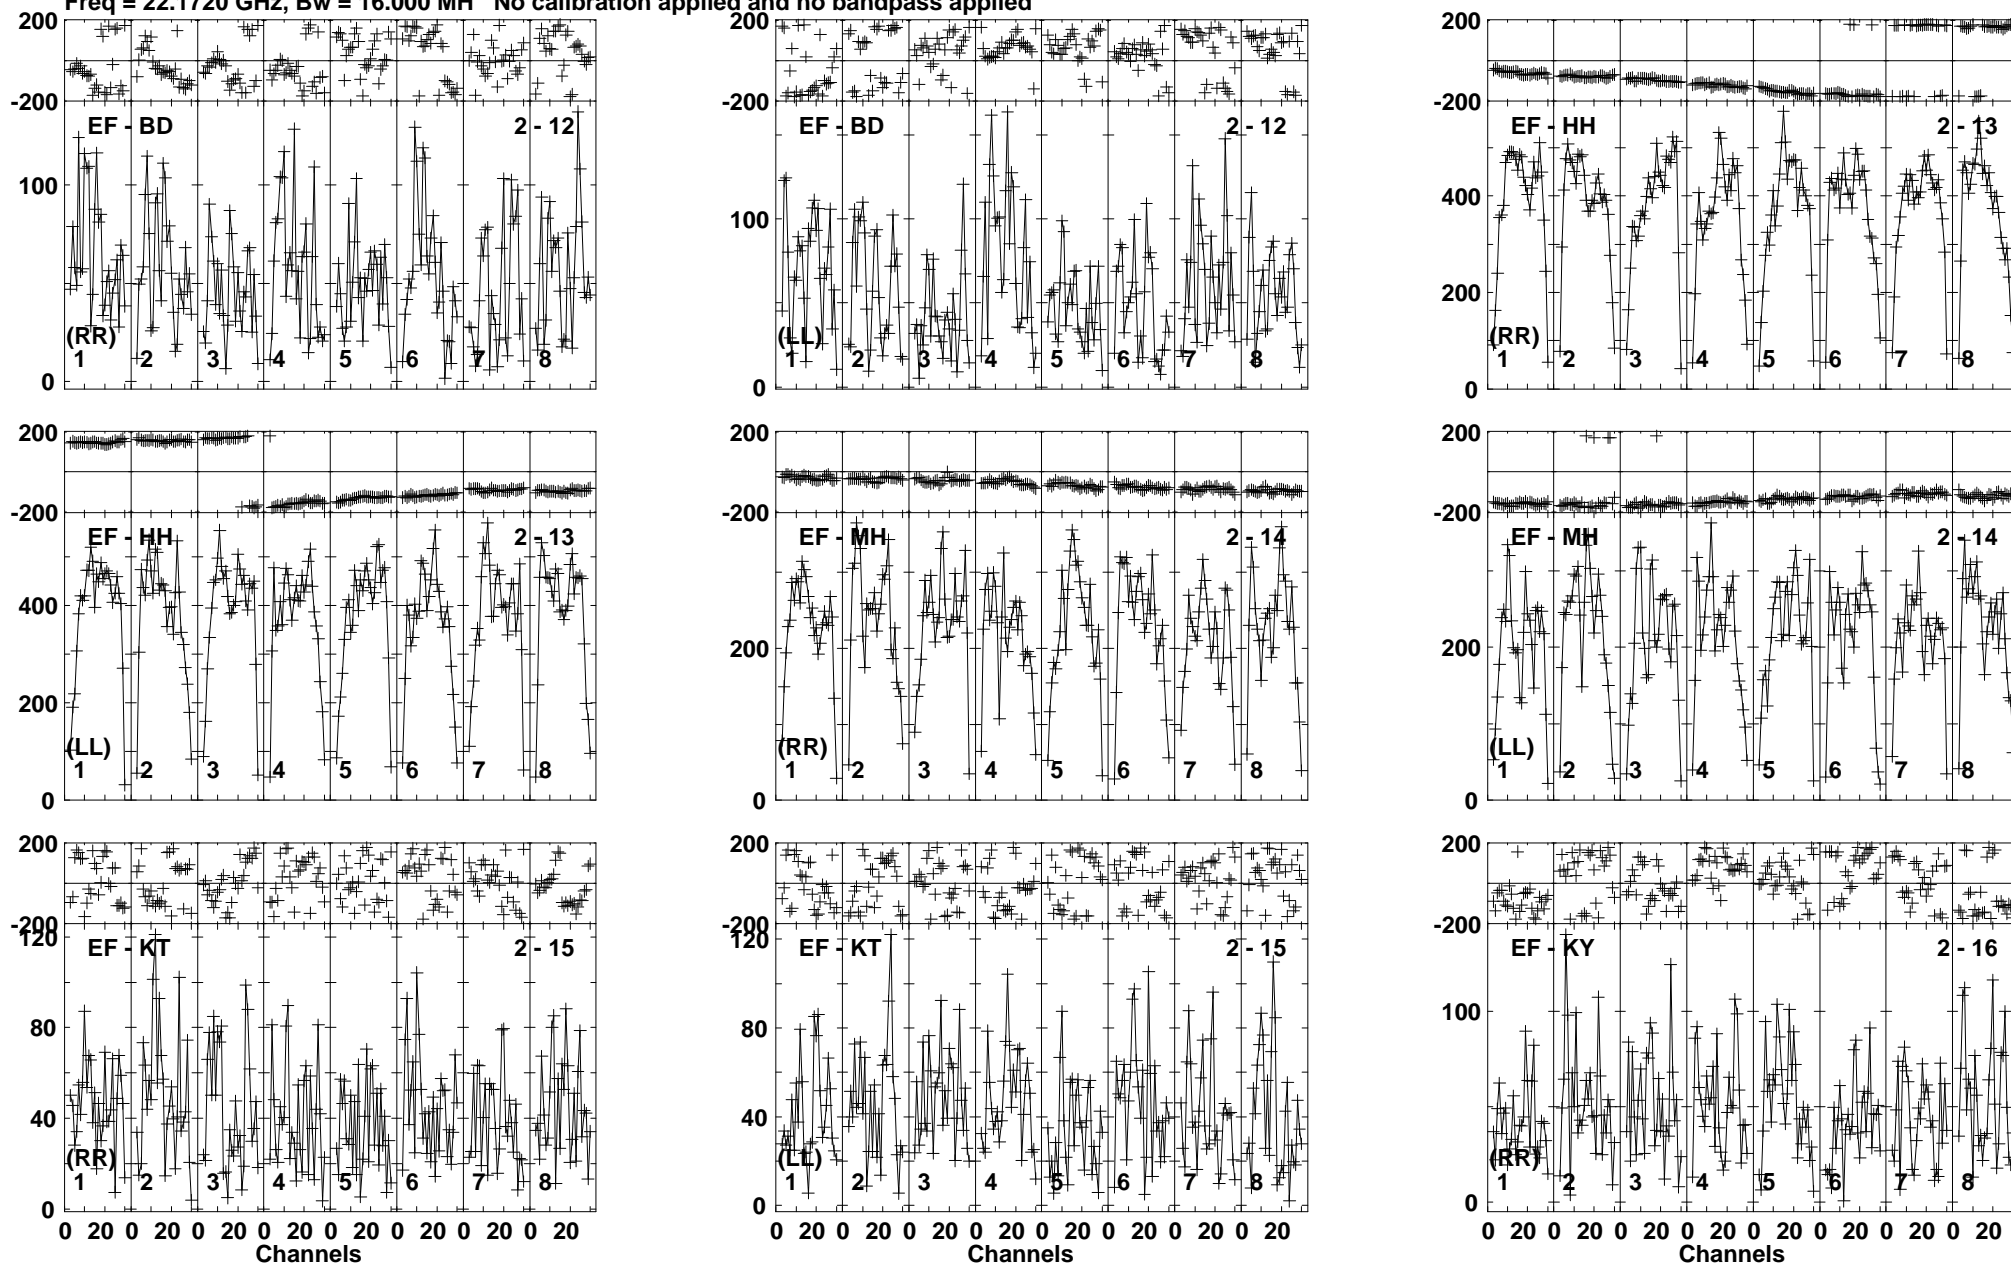 Freq = 22.1720 GHz, Bw = 16.000 MH No calibration applied and no bandpass applied
200 200 200
-200 -200 -200
EF - BD 2 - 12 EF - BD 2 - 12 EF - HH 2 - 13
100 100 400
200
(RR) (LL) (RR)
1 2 3 4 5 6 7 8 1 2 3 4 5 6 7 8 1 2 3 4 5 6 7 8
0 0 0
200 200 200
-200 -200 -200
EF - HH 2 - 13 EF - MH 2 - 14 EF - MH 2 - 14
400 200 200
200
(LL) (RR) (LL)
1 2 3 4 5 6 7 8 1 2 3 4 5 6 7 8 1 2 3 4 5 6 7 8
0 0 0
200 200 200
-200 -200 -200
120 120
EF - KT 2 - 15 EF - KT 2 - 15 EF - KY 2 - 16
80 80 100
40 40
(RR) (LL) (RR)
1 2 3 4 5 6 7 8 1 2 3 4 5 6 7 8 1 2 3 4 5 6 7 8
0 0 0
0 20 0 20 0 20 0 20 0 20 0 20 0 20 0 20 0 20 0 20 0 20 0 20 0 20 0 20 0 20 0 20 0 20 0 20 0 20 0 20 0 20 0 20 0 20 0 20
Channels Channels Channels